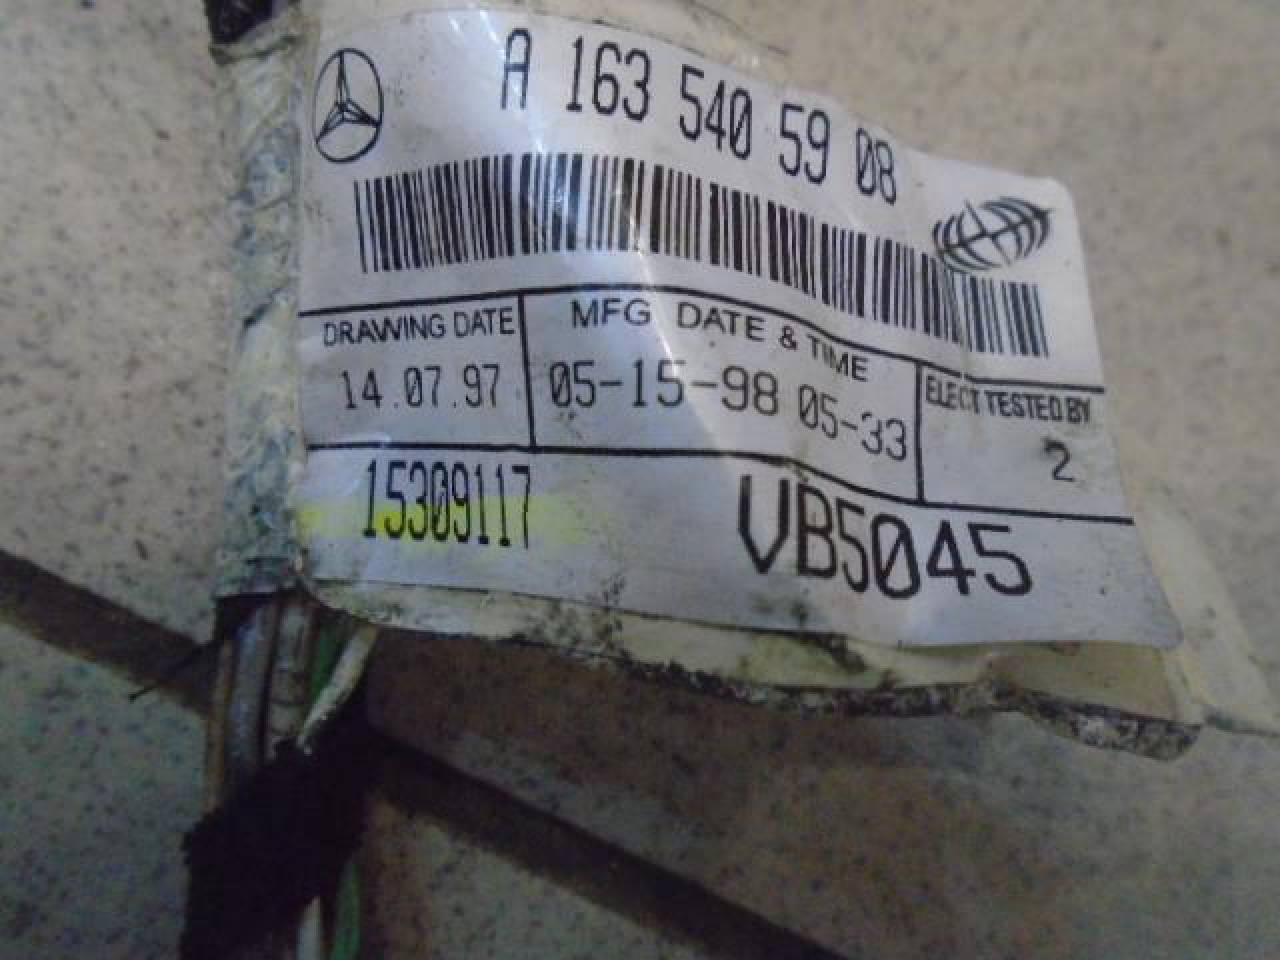 A 163 540 59 08
DRAWING DATE
14.07.97
MFG DATE & TIME
05-15-98 05-33
ELECT TESTED BY
2
15309117
VB5045